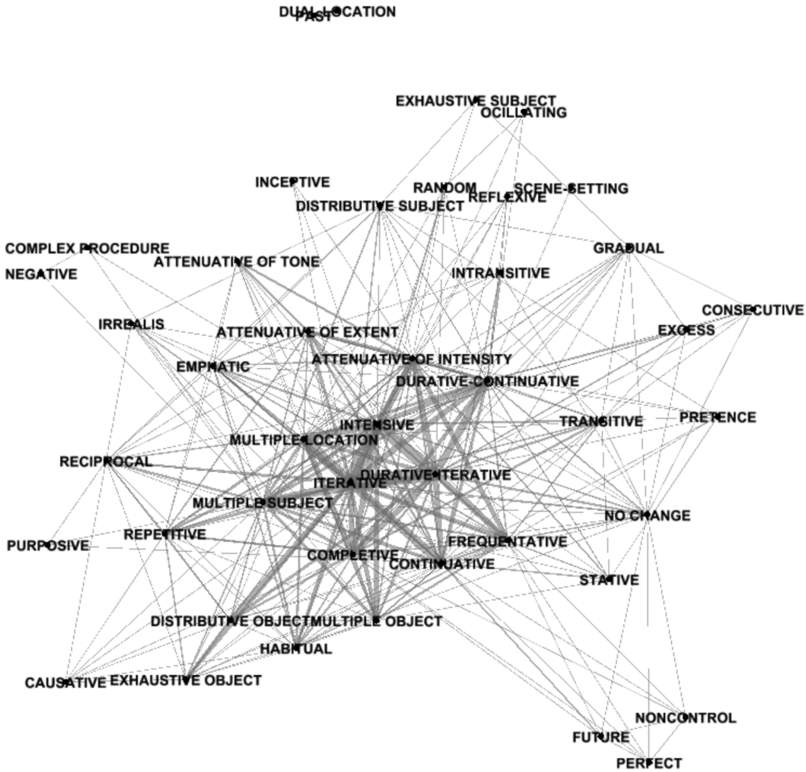 DUAL LOCATION
PAST
EXHAUSTIVE SUBJECT
OCILLATING
INCEPTIVE
RANDOM
SCENE-SETTING
REFLEXIVE
DISTRIBUTIVE SUBJECT
COMPLEX PROCEDURE
GRADUAL
ATTENUATIVE OF TONE
NEGATIVE
INTRANSITIVE
CONSECUTIVE
IRREALIS
EXCESS
ATTENUATIVE OF EXTENT
ATTENUATIVE OF INTENSITY
EMPHATIC
DURATIVE-CONTINUATIVE
PRETENCE
TRANSITIVE
INTENSIVE
MULTIPLE LOCATION
RECIPROCAL
DURATIVE-ITERATIVE
ITERATIVE
MULTIPLE SUBJECT
NO CHANGE
REPETITIVE
FREQUENTATIVE
PURPOSIVE
COMPLETIVE
CONTINUATIVE
STATIVE
DISTRIBUTIVE OBJECT
MULTIPLE OBJECT
HABITUAL
CAUSATIVE
EXHAUSTIVE OBJECT
NONCONTROL
FUTURE
PERFECT